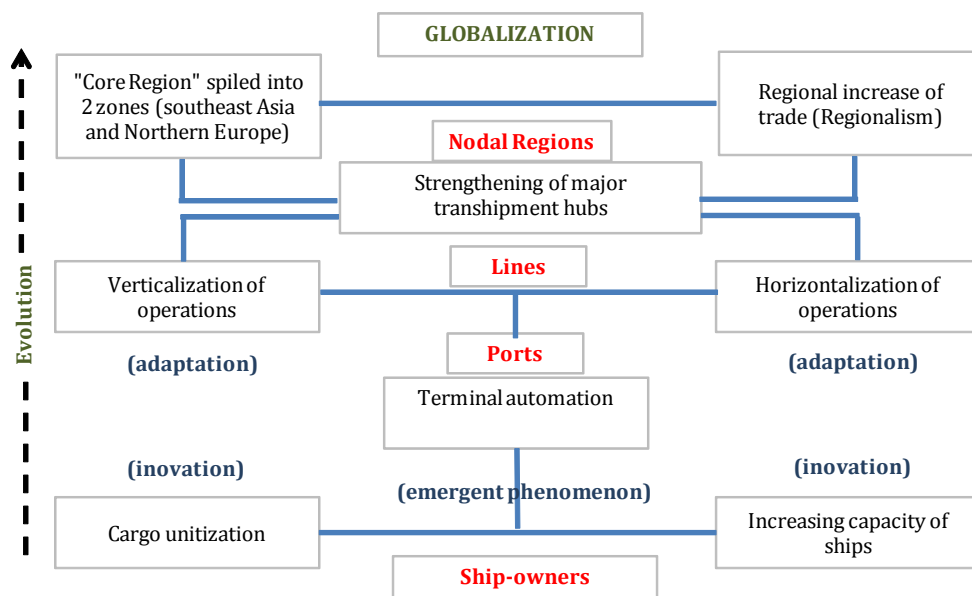 GLOBALIZATION
"Core Region" spiled into
2 zones (southeast Asia
and Northern Europe)
Regional increase of
trade (Regionalism)
Nodal Regions
Strengthening of major
transhipment hubs
Evolution
Lines
Verticalization of
operations
Horizontalization of
operations
Ports
(adaptation)
(adaptation)
Terminal automation
(inovation)
(inovation)
(emergent phenomenon)
Cargo unitization
Increasing capacity of
ships
Ship-owners